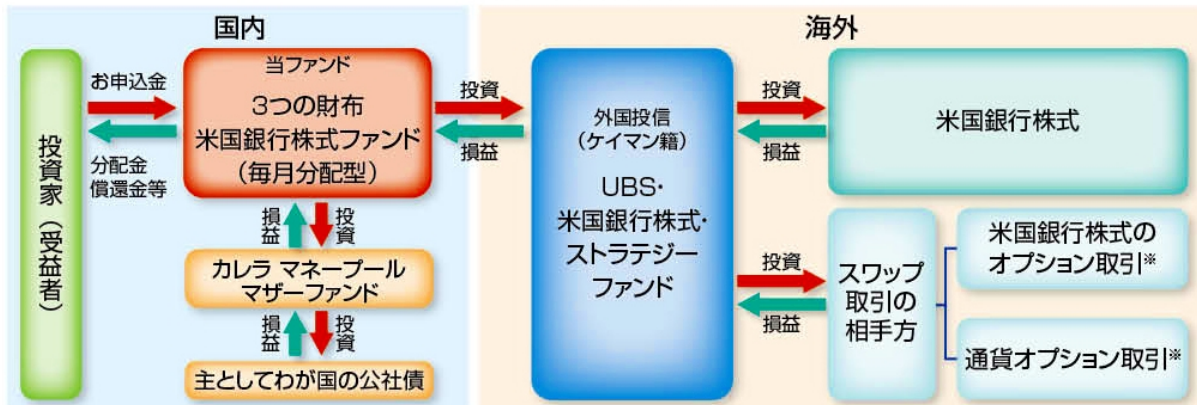 国内
海外
投資家（受益者）
お申込金
分配金
償還金等
当ファンド
3つの財布
米国銀行株式ファンド
（毎月分配型）
損益
投資
カレラ マネープール
マザーファンド
損益
投資
主としてわが国の公社債
投資
損益
外国投信
（ケイマン籍）
UBS・
米国銀行株式・
ストラテジー
ファンド
投資
損益
米国銀行株式
投資
損益
スワップ
取引の
相手方
米国銀行株式の
オプション取引※
通貨オプション取引※